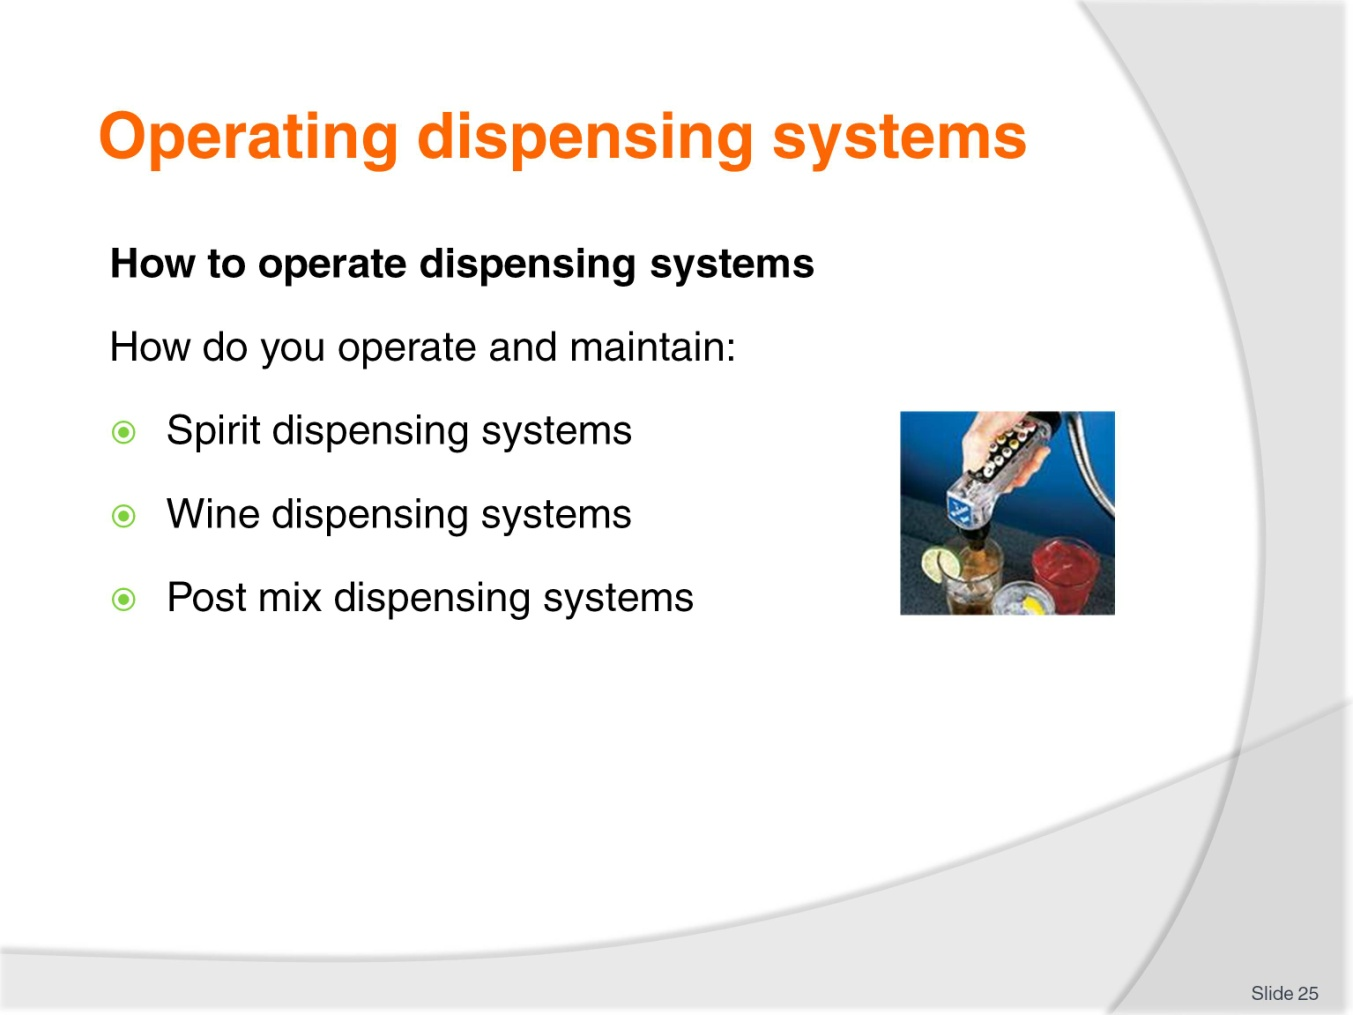 Operating dispensing systems
How to operate dispensing systems
How do you operate and maintain:
Spirit dispensing systems
Wine dispensing systems
Post mix dispensing systems
Slide 25